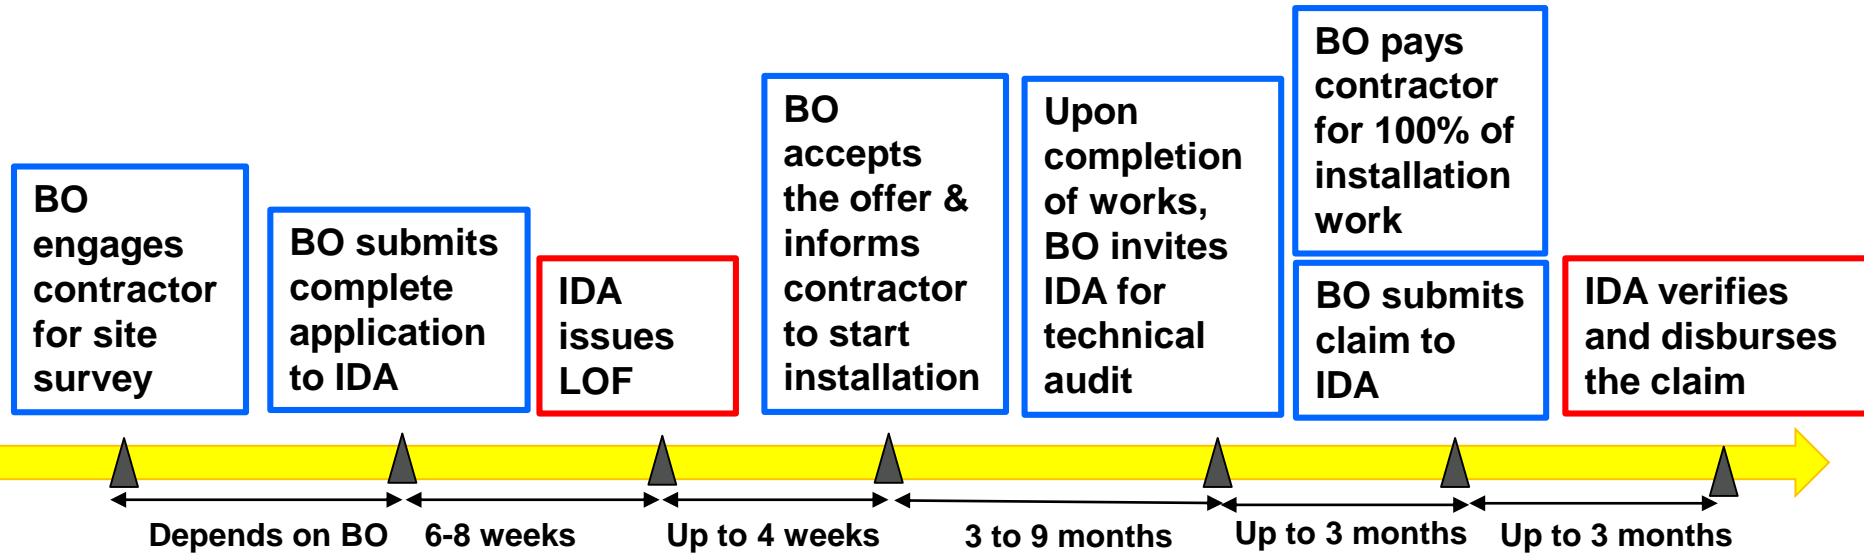 BO
engages
contractor
for site
survey
BO submits
complete
application
to IDA
IDA
issues
LOF
BO
accepts
the offer &
informs
contractor
to start
installation
Upon
completion
of works,
BO invites
IDA for
technical
audit
BO pays
contractor
for 100% of
installation
work
BO submits
claim to
IDA
IDA verifies
and disburses
the claim
Depends on BO
6-8 weeks
Up to 4 weeks
3 to 9 months
Up to 3 months
Up to 3 months